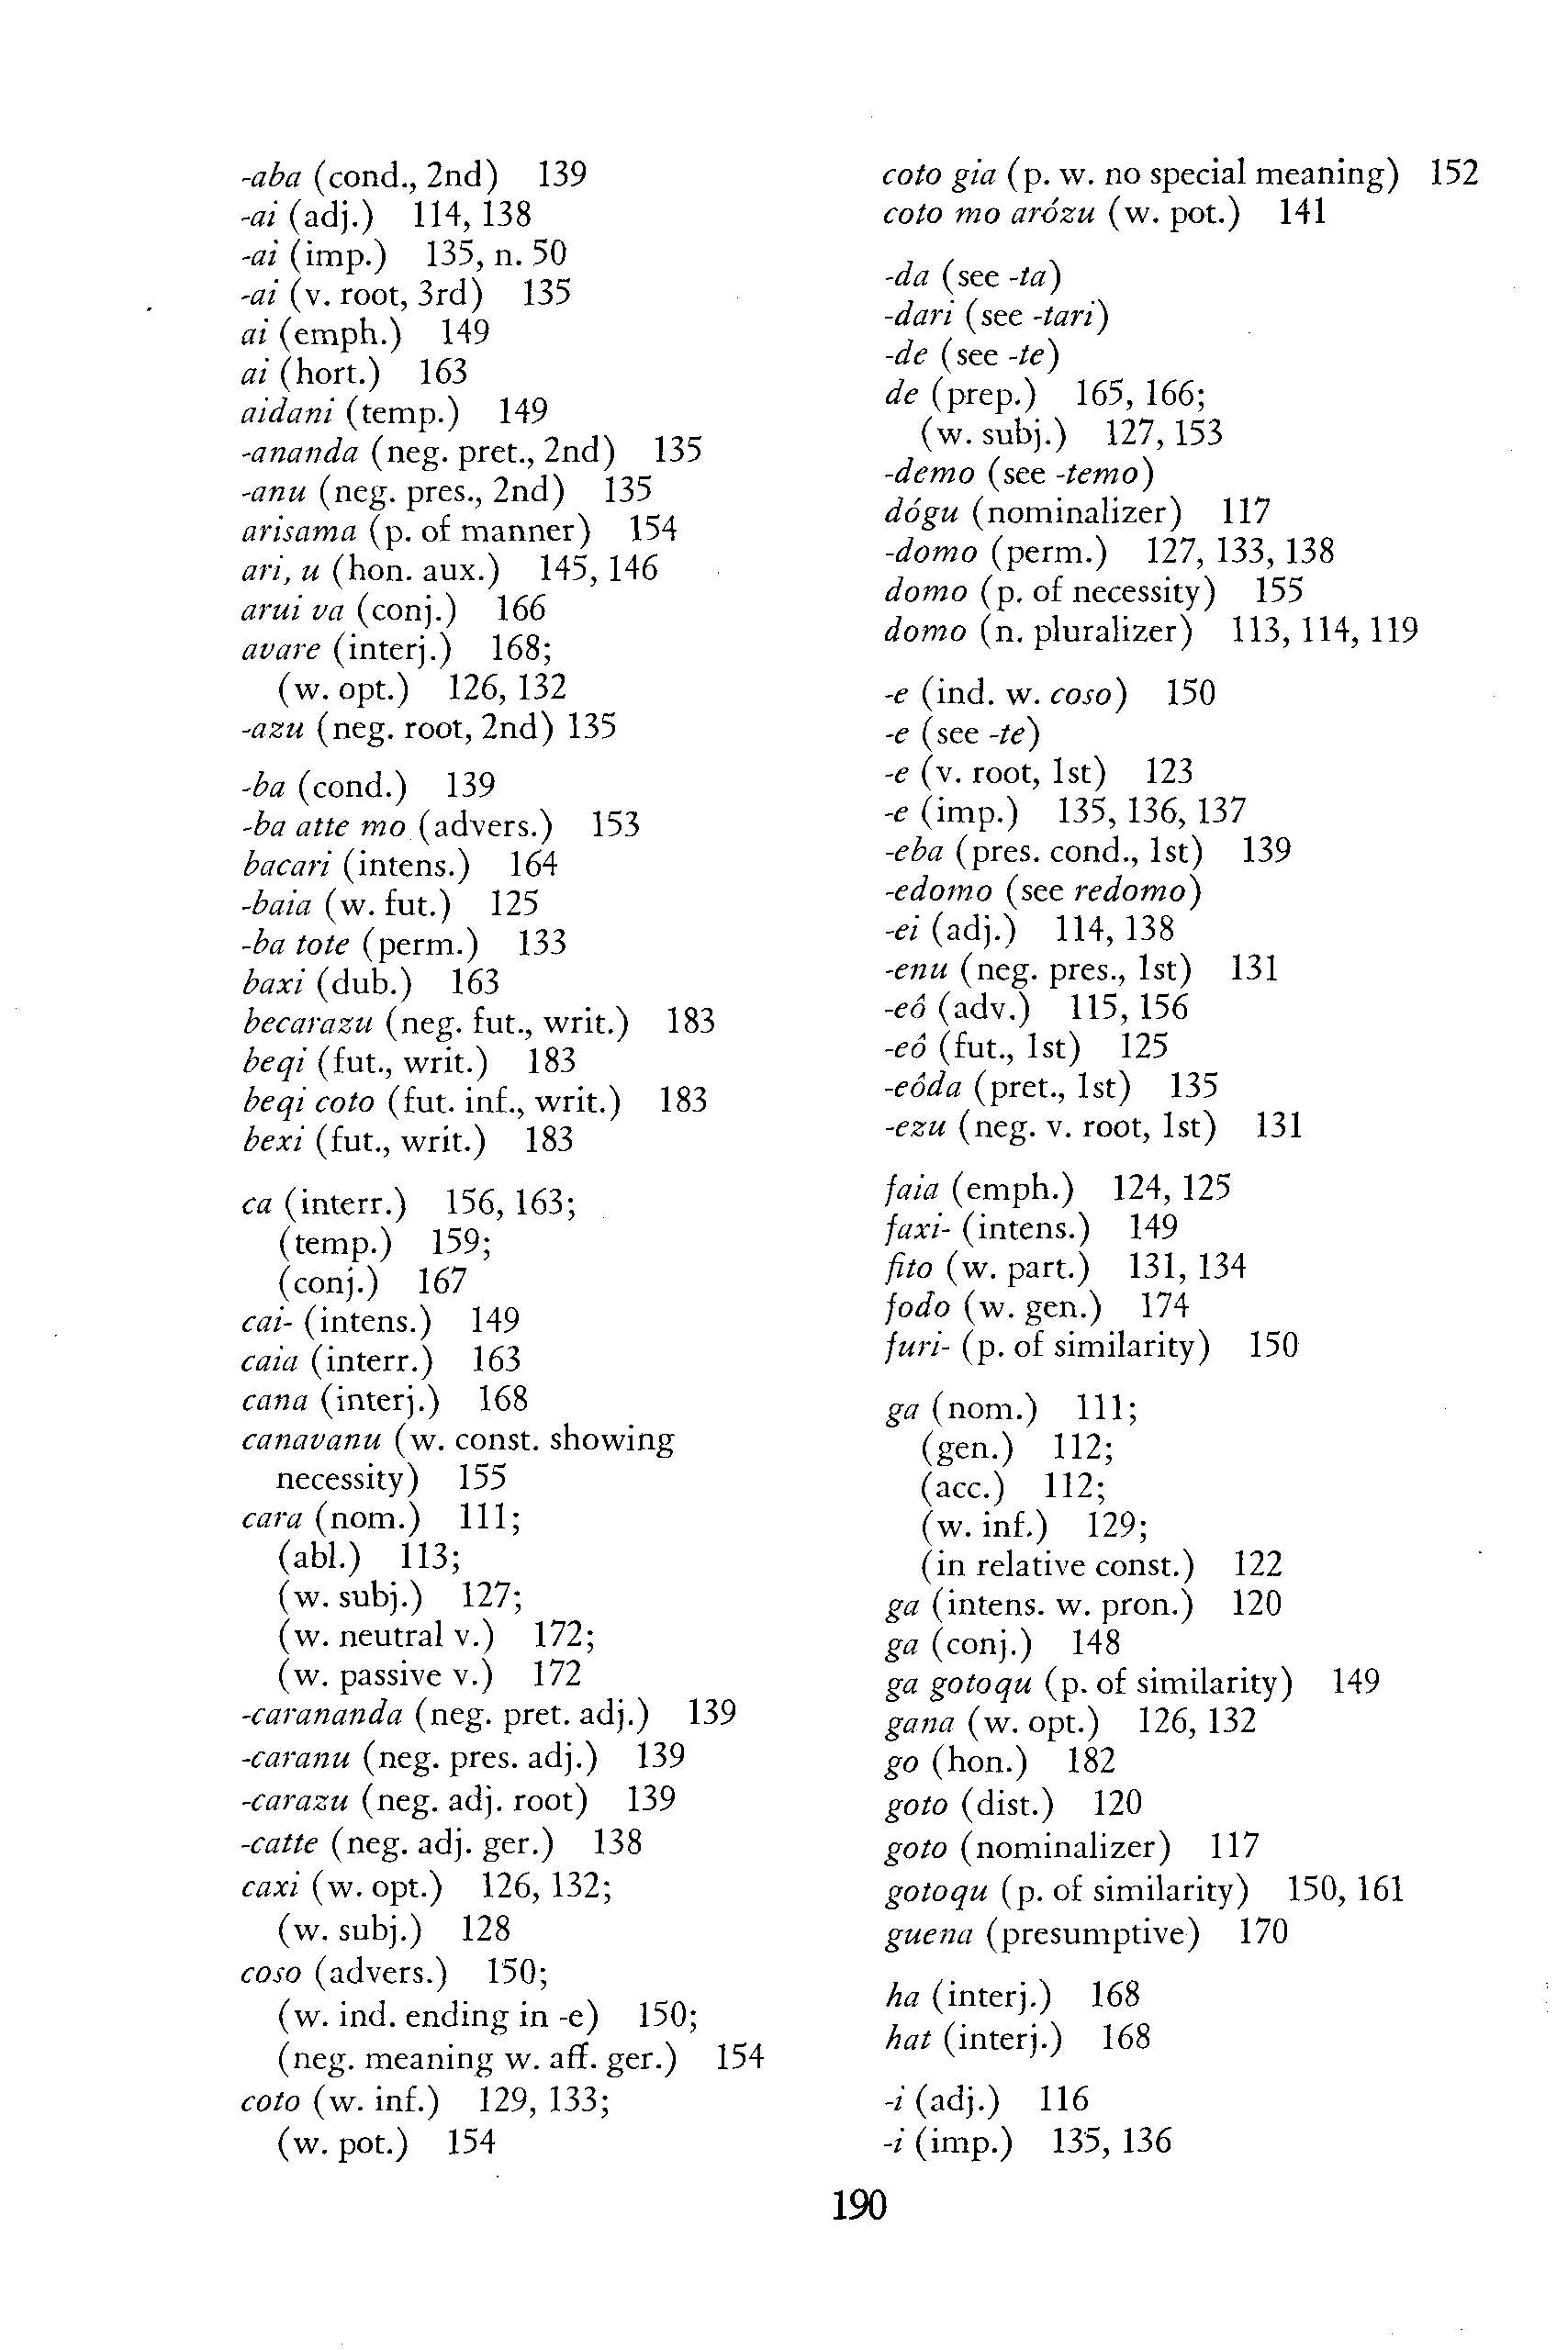 -aba (cond., 2nd) 139
-ai (adj.) 114, 138
-ai (imp.) 135, n. 50
-ai (v. root, 3rd) 135
ai (emph.) 149
ai (hort.) 163
aidani (temp.) 149
-ananda (neg. pret., 2nd) 135
-anu (neg. pres., 2nd) 135
arisama (p. of manner) 154
ari, u (hon. aux.) 145, 146
arui va (conj.) 166
avare (interj.) 168;
(w. opt.) 126, 132
-azu (neg. root, 2nd) 135
-ba (cond.) 139
-ba atte mo (advers.) 153
bacari (intens.) 164
-baia (w. fut.) 125
-ba tote (perm.) 133
baxi (dub.) 163
becarazu (neg. fut., writ.) 183
beqi (fut., writ.) 183
beqi coto (fut. inf., writ.) 183
bexi (fut., writ.) 183
ca (interr.) 156, 163;
(temp.) 159;
(conj.) 167
cai- (intens.) 149
caia (interr.) 163
cana (interj.) 168
canavanu (w. const. showing
necessity) 155
cara (nom.) 111;
(abl.) 113;
(w. subj.) 127;
(w. neutral v.) 172;
(w. passive v.) 172
-carananda (neg. pret. adj.) 139
-caranu (neg. pres. adj.) 139
-carazu (neg. adj. root) 139
-catte (neg. adj. ger.) 138
caxi (w. opt.) 126, 132;
(w. subj.) 128
coso (advers.) 150;
(w. ind. ending in -e) 150;
(neg. meaning w. aff. ger.) 154
coto (w. inf.) 129, 133;
(w. pot.) 154
coto gia (p. w. no special meaning) 152
coto mo arózu (w. pot.) 141
-da (see -ta)
-dari (see -tari)
-de (see -te)
de (prep.) 165, 166;
(w. subj.) 127, 153
-demo (see -temo)
dógu (nominalizer) 117
-domo (perm.) 127, 133, 138
domo (p. of necessity) 155
domo (n. pluralizer) 113, 114, 119
-e (ind. w. coso) 150
-e (see -te)
-e (v. root, 1st) 123
-e (imp.) 135, 136, 137
-eba (pres. cond., 1st) 139
-edomo (see redomo)
-ei (adj.) 114, 138
-enu (neg. pres., 1st) 131
-eô (adv.) 115, 156
-eô (fut., 1st) 125
-eôda (pret., 1st) 135
-ezu (neg. v. root, 1st) 131
faia (emph.) 124, 125
faxi- (intens.) 149
fito (w. part.) 131, 134
fodo (w. gen.) 174
furi- (p. of similarity) 150
ga (nom.) 111;
(gen.) 112;
(acc.) 112;
(w. inf.) 129;
(in relative const.) 122
ga (intens. w. pron.) 120
ga (conj.) 148
ga gotoqu (p. of similarity) 149
gana (w. opt.) 126, 132
go (hon.) 182
goto (dist.) 120
goto (nominalizer) 117
gotoqu (p. of similarity) 150, 161
guena (presumptive) 170
ha (interj.) 168
hat (interj.) 168
-i (adj.) 116
-i (imp.) 135, 136
190